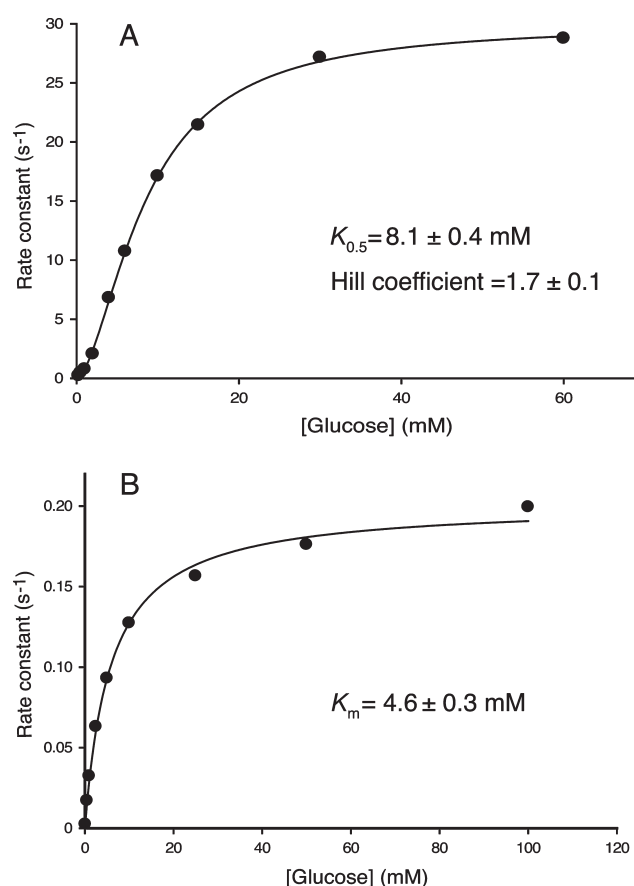 A
30
25
20
15
10
5
0
Rate constant (s-1)
K0.5=8.1 ± 0.4 mM
Hill coefficient =1.7 ± 0.1
0 20 40 60
[Glucose] (mM)
B
0.20
0.15
0.10
0.05
0
Rate constant (s-1)
Km= 4.6 ± 0.3 mM
0 20 40 60 80 100 120
[Glucose] (mM)